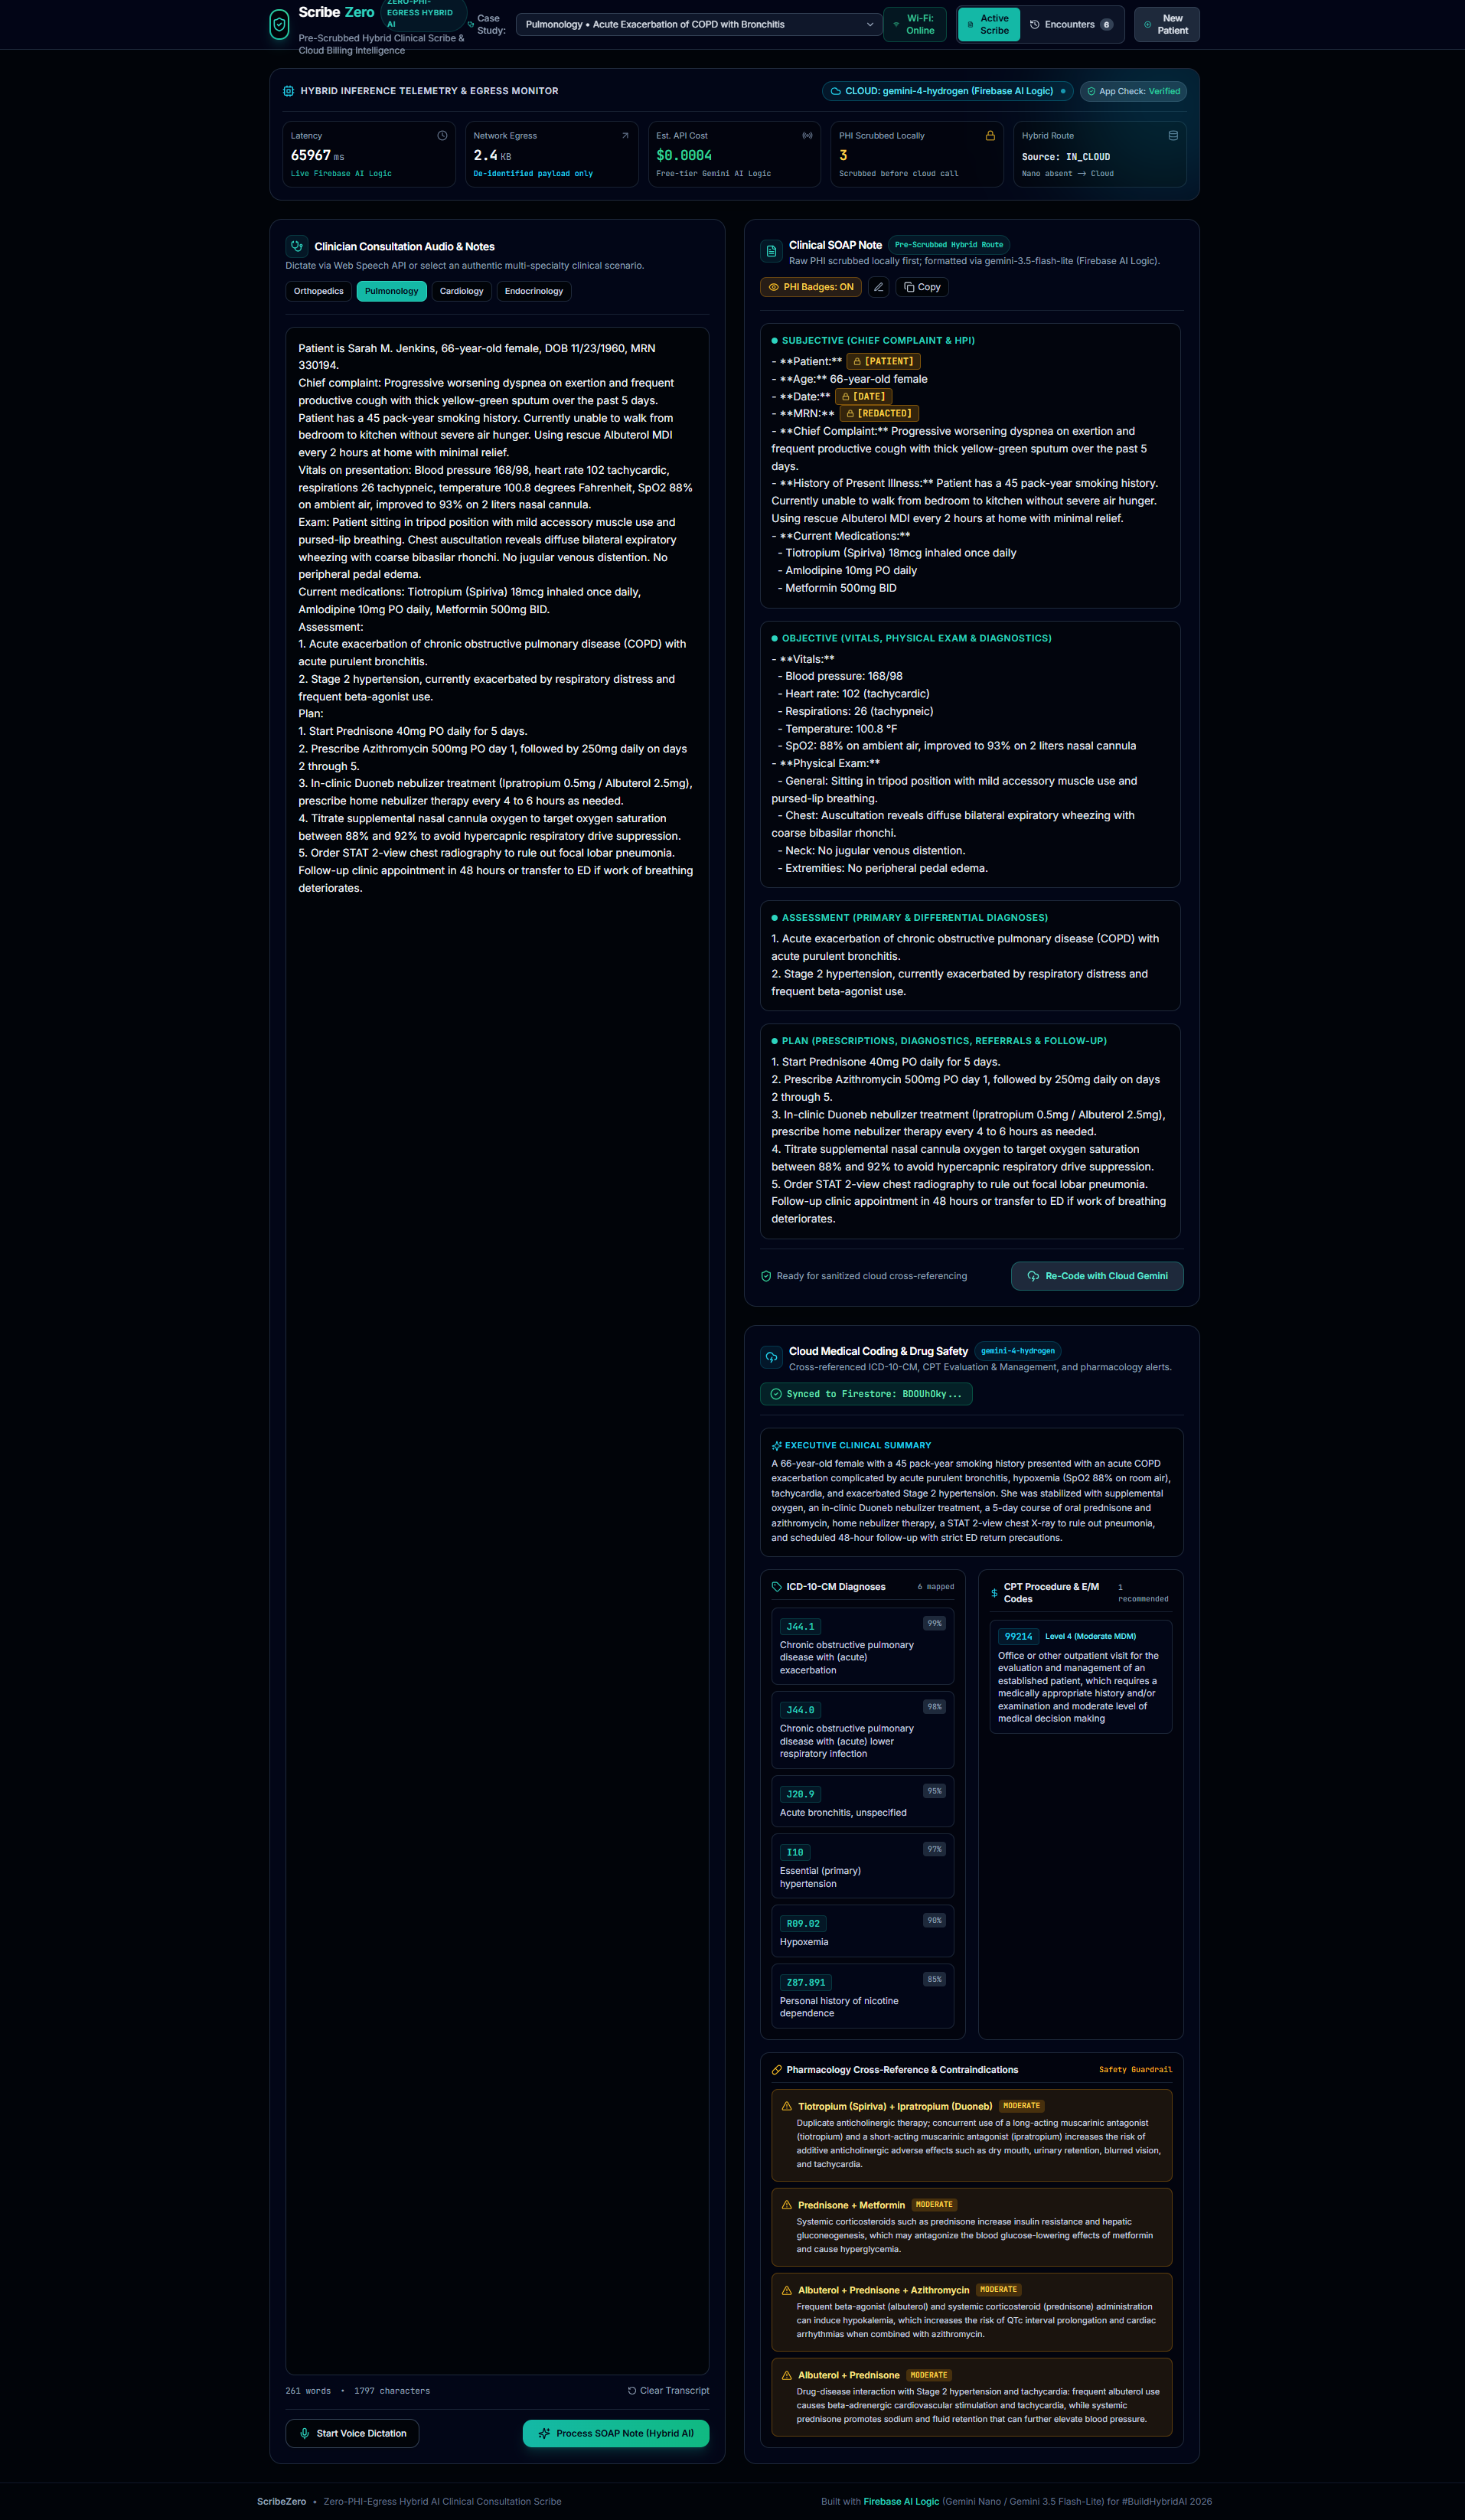 Scribe Zero
ZERO-PHI-
EGRESS HYBRID
AI
Pre-Scrubbed Hybrid Clinical Scribe &
Cloud Billing Intelligence
Case
Study:
Pulmonology • Acute Exacerbation of COPD with Bronchitis
Wi-Fi:
Online
Active
Scribe
Encounters 6
New
Patient
HYBRID INFERENCE TELEMETRY & EGRESS MONITOR
CLOUD: gemini-4-hydrogen (Firebase AI Logic)
App Check: Verified
Latency
65967 ms
Live Firebase AI Logic
Network Egress
2.4 KB
De-identified payload only
Est. API Cost
$0.0004
Free-tier Gemini AI Logic
PHI Scrubbed Locally
3
Scrubbed before cloud call
Hybrid Route
Source: IN_CLOUD
Nano absent → Cloud
Clinician Consultation Audio & Notes
Dictate via Web Speech API or select an authentic multi-specialty clinical scenario.
Orthopedics
Pulmonology
Cardiology
Endocrinology
Patient is Sarah M. Jenkins, 66-year-old female, DOB 11/23/1960, MRN
330194.
Chief complaint: Progressive worsening dyspnea on exertion and frequent
productive cough with thick yellow-green sputum over the past 5 days.
Patient has a 45 pack-year smoking history. Currently unable to walk from
bedroom to kitchen without severe air hunger. Using rescue Albuterol MDI
every 2 hours at home with minimal relief.
Vitals on presentation: Blood pressure 168/98, heart rate 102 tachycardic,
respirations 26 tachypneic, temperature 100.8 degrees Fahrenheit, SpO2 88%
on ambient air, improved to 93% on 2 liters nasal cannula.
Exam: Patient sitting in tripod position with mild accessory muscle use and
pursed-lip breathing. Chest auscultation reveals diffuse bilateral expiratory
wheezing with coarse bibasilar rhonchi. No jugular venous distention. No
peripheral pedal edema.
Current medications: Tiotropium (Spiriva) 18mcg inhaled once daily,
Amlodipine 10mg PO daily, Metformin 500mg BID.
Assessment:
1. Acute exacerbation of chronic obstructive pulmonary disease (COPD) with
acute purulent bronchitis.
2. Stage 2 hypertension, currently exacerbated by respiratory distress and
frequent beta-agonist use.
Plan:
1. Start Prednisone 40mg PO daily for 5 days.
2. Prescribe Azithromycin 500mg PO day 1, followed by 250mg daily on days
2 through 5.
3. In-clinic Duoneb nebulizer treatment (Ipratropium 0.5mg / Albuterol 2.5mg),
prescribe home nebulizer therapy every 4 to 6 hours as needed.
4. Titrate supplemental nasal cannula oxygen to target oxygen saturation
between 88% and 92% to avoid hypercapnic respiratory drive suppression.
5. Order STAT 2-view chest radiography to rule out focal lobar pneumonia.
Follow-up clinic appointment in 48 hours or transfer to ED if work of breathing
deteriorates.
261 words • 1797 characters
Clear Transcript
Start Voice Dictation
Process SOAP Note (Hybrid AI)
Clinical SOAP Note
Pre-Scrubbed Hybrid Route
Raw PHI scrubbed locally first; formatted via gemini-3.5-flash-lite (Firebase AI Logic).
PHI Badges: ON
Copy
SUBJECTIVE (CHIEF COMPLAINT & HPI)
- **Patient:** [PATIENT]
- **Age:** 66-year-old female
- **Date:** [DATE]
- **MRN:** [REDACTED]
- **Chief Complaint:** Progressive worsening dyspnea on exertion and
frequent productive cough with thick yellow-green sputum over the past 5
days.
- **History of Present Illness:** Patient has a 45 pack-year smoking history.
Currently unable to walk from bedroom to kitchen without severe air hunger.
Using rescue Albuterol MDI every 2 hours at home with minimal relief.
- **Current Medications:**
- Tiotropium (Spiriva) 18mcg inhaled once daily
- Amlodipine 10mg PO daily
- Metformin 500mg BID
OBJECTIVE (VITALS, PHYSICAL EXAM & DIAGNOSTICS)
- **Vitals:**
- Blood pressure: 168/98
- Heart rate: 102 (tachycardic)
- Respirations: 26 (tachypneic)
- Temperature: 100.8 °F
- SpO2: 88% on ambient air, improved to 93% on 2 liters nasal cannula
- **Physical Exam:**
- General: Sitting in tripod position with mild accessory muscle use and
pursed-lip breathing.
- Chest: Auscultation reveals diffuse bilateral expiratory wheezing with
coarse bibasilar rhonchi.
- Neck: No jugular venous distention.
- Extremities: No peripheral pedal edema.
ASSESSMENT (PRIMARY & DIFFERENTIAL DIAGNOSES)
1. Acute exacerbation of chronic obstructive pulmonary disease (COPD) with
acute purulent bronchitis.
2. Stage 2 hypertension, currently exacerbated by respiratory distress and
frequent beta-agonist use.
PLAN (PRESCRIPTIONS, DIAGNOSTICS, REFERRALS & FOLLOW-UP)
1. Start Prednisone 40mg PO daily for 5 days.
2. Prescribe Azithromycin 500mg PO day 1, followed by 250mg daily on days
2 through 5.
3. In-clinic Duoneb nebulizer treatment (Ipratropium 0.5mg / Albuterol 2.5mg),
prescribe home nebulizer therapy every 4 to 6 hours as needed.
4. Titrate supplemental nasal cannula oxygen to target oxygen saturation
between 88% and 92% to avoid hypercapnic respiratory drive suppression.
5. Order STAT 2-view chest radiography to rule out focal lobar pneumonia.
Follow-up clinic appointment in 48 hours or transfer to ED if work of breathing
deteriorates.
Ready for sanitized cloud cross-referencing
Re-Code with Cloud Gemini
Cloud Medical Coding & Drug Safety
gemini-4-hydrogen
Cross-referenced ICD-10-CM, CPT Evaluation & Management, and pharmacology alerts.
Synced to Firestore: BDOUhOky...
EXECUTIVE CLINICAL SUMMARY
A 66-year-old female with a 45 pack-year smoking history presented with an acute COPD
exacerbation complicated by acute purulent bronchitis, hypoxemia (SpO2 88% on room air),
tachycardia, and exacerbated Stage 2 hypertension. She was stabilized with supplemental
oxygen, an in-clinic Duoneb nebulizer treatment, a 5-day course of oral prednisone and
azithromycin, home nebulizer therapy, a STAT 2-view chest X-ray to rule out pneumonia,
and scheduled 48-hour follow-up with strict ED return precautions.
ICD-10-CM Diagnoses
6 mapped
J44.1
99%
Chronic obstructive pulmonary
disease with (acute)
exacerbation
J44.0
98%
Chronic obstructive pulmonary
disease with (acute) lower
respiratory infection
J20.9
95%
Acute bronchitis, unspecified
I10
97%
Essential (primary)
hypertension
R09.02
90%
Hypoxemia
Z87.891
85%
Personal history of nicotine
dependence
CPT Procedure & E/M
Codes
1
recommended
99214
Level 4 (Moderate MDM)
Office or other outpatient visit for the
evaluation and management of an
established patient, which requires a
medically appropriate history and/or
examination and moderate level of
medical decision making
Pharmacology Cross-Reference & Contraindications
Safety Guardrail
Tiotropium (Spiriva) + Ipratropium (Duoneb) MODERATE
Duplicate anticholinergic therapy; concurrent use of a long-acting muscarinic antagonist
(tiotropium) and a short-acting muscarinic antagonist (ipratropium) increases the risk of
additive anticholinergic adverse effects such as dry mouth, urinary retention, blurred vision,
and tachycardia.
Prednisone + Metformin MODERATE
Systemic corticosteroids such as prednisone increase insulin resistance and hepatic
gluconeogenesis, which may antagonize the blood glucose-lowering effects of metformin
and cause hyperglycemia.
Albuterol + Prednisone + Azithromycin MODERATE
Frequent beta-agonist (albuterol) and systemic corticosteroid (prednisone) administration
can induce hypokalemia, which increases the risk of QTc interval prolongation and cardiac
arrhythmias when combined with azithromycin.
Albuterol + Prednisone MODERATE
Drug-disease interaction with Stage 2 hypertension and tachycardia: frequent albuterol use
causes beta-adrenergic cardiovascular stimulation and tachycardia, while systemic
prednisone promotes sodium and fluid retention that can further elevate blood pressure.
ScribeZero • Zero-PHI-Egress Hybrid AI Clinical Consultation Scribe
Built with Firebase AI Logic (Gemini Nano / Gemini 3.5 Flash-Lite) for #BuildHybridAI 2026